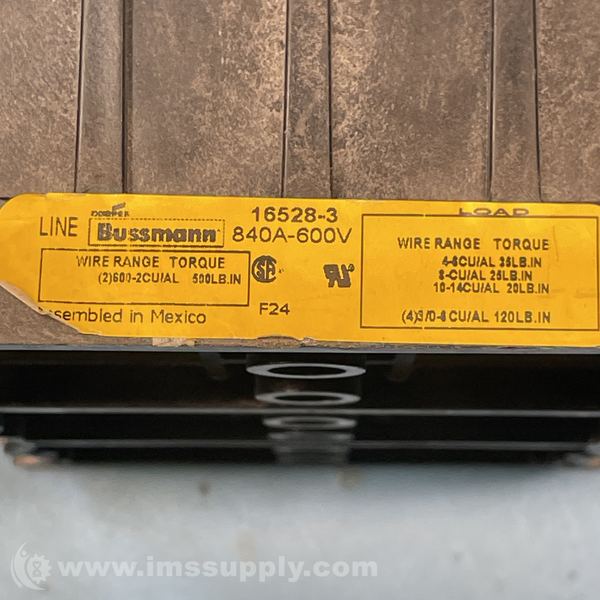 COOPER
LINE Bussmann
16528-3
840A-600V
WIRE RANGE TORQUE
(2)600-2CU/AL 500LB.IN
ssembled in Mexico
F24
LOAD
WIRE RANGE TORQUE
4-6CU/AL 35LB.IN
8-CU/AL 25LB.IN
10-14CU/AL 20LB.IN
(4)3/0-8 CU/AL 120LB.IN
www.imssupply.com